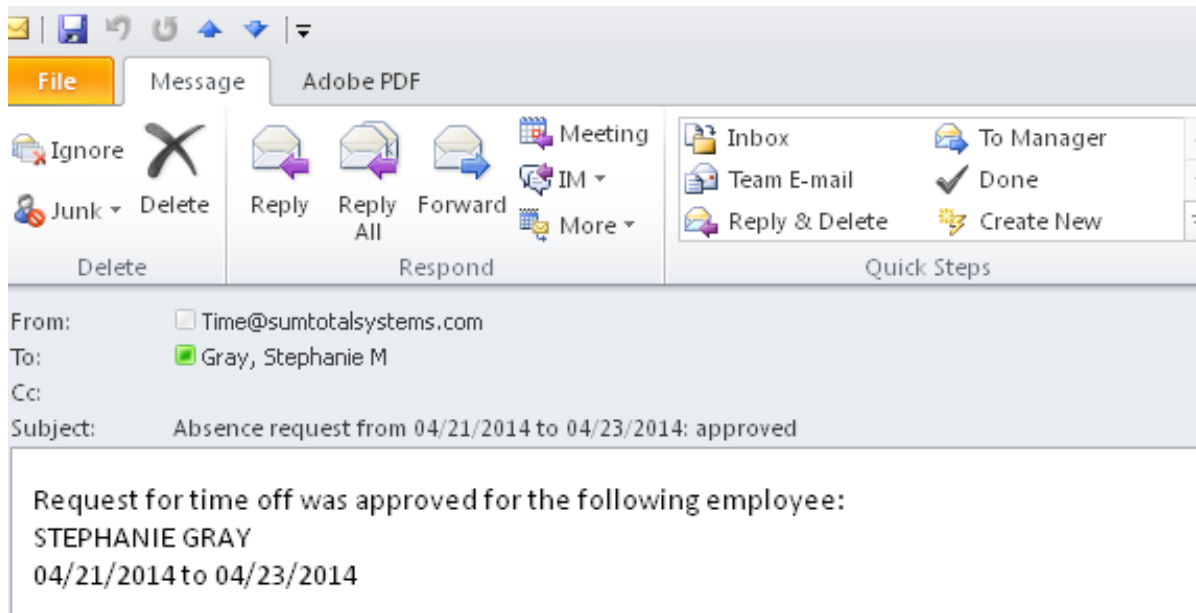 File Message Adobe PDF
Ignore
Junk
Delete
Reply
Reply All
Forward
Meeting
IM
More
Inbox
Team E-mail
Reply & Delete
To Manager
Done
Create New
Delete Respond Quick Steps
From: Time@sumtotalsystems.com
To: Gray, Stephanie M
Cc:
Subject: Absence request from 04/21/2014 to 04/23/2014: approved
Request for time off was approved for the following employee:
STEPHANIE GRAY
04/21/2014 to 04/23/2014